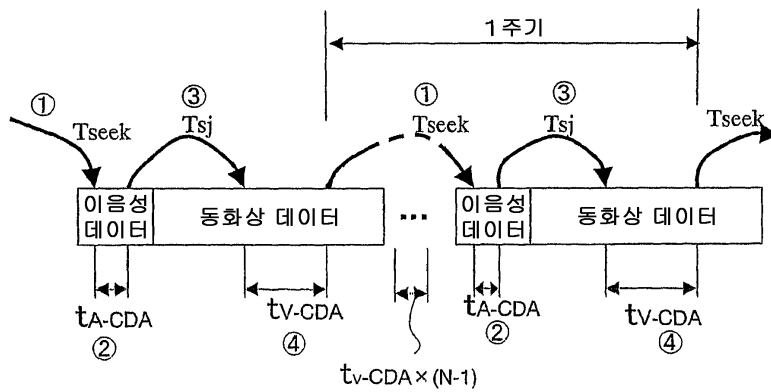 1주기
① ③ ① ③
Tseek Tsj Tseek Tsj Tseek
이음성
데이터
동화상 데이터
...
이음성
데이터
동화상 데이터
tA-CDA
②
tV-CDA
④
tA-CDA
②
tV-CDA
④
tV-CDA×(N-1)